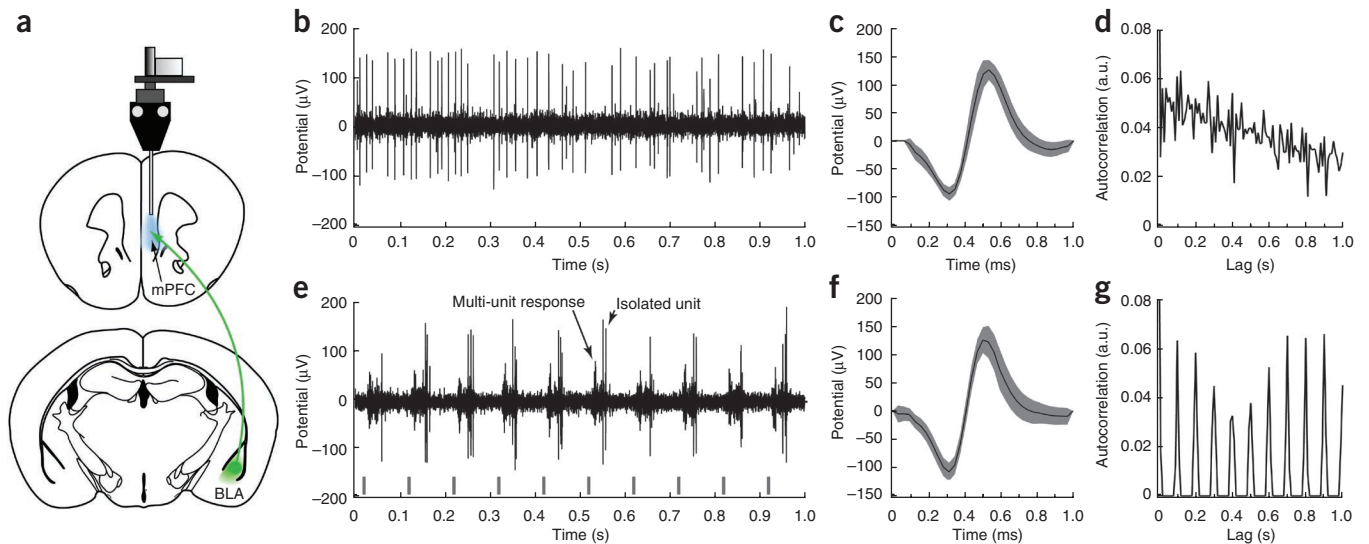 a
mPFC
BLA
b
Potential (µV)
200
100
0
−100
−200
0 0.1 0.2 0.3 0.4 0.5 0.6 0.7 0.8 0.9 1.0
Time (s)
c
Potential (µV)
200
150
100
50
0
−50
−100
−150
0 0.2 0.4 0.6 0.8 1.0
Time (ms)
d
Autocorrelation (a.u.)
0.08
0.06
0.04
0.02
0
0 0.2 0.4 0.6 0.8 1.0
Lag (s)
e
Multi-unit response
Isolated unit
Potential (µV)
200
100
0
−100
−200
0 0.1 0.2 0.3 0.4 0.5 0.6 0.7 0.8 0.9 1.0
Time (s)
f
Potential (µV)
200
150
100
50
0
−50
−100
−150
0 0.2 0.4 0.6 0.8 1.0
Time (ms)
g
Autocorrelation (a.u.)
0.08
0.06
0.04
0.02
0
0 0.2 0.4 0.6 0.8 1.0
Lag (s)